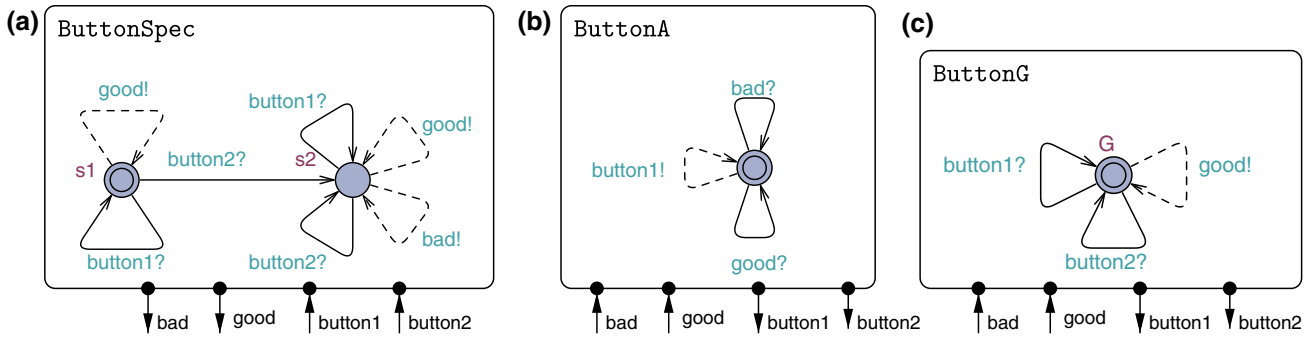 (a)
ButtonSpec
good!
button1?
good!
s1
button2?
s2
bad!
button1?
button2?
bad
good
button1
button2
(b)
ButtonA
bad?
button1!
good?
bad
good
button1
button2
(c)
ButtonG
G
button1?
good!
button2?
bad
good
button1
button2